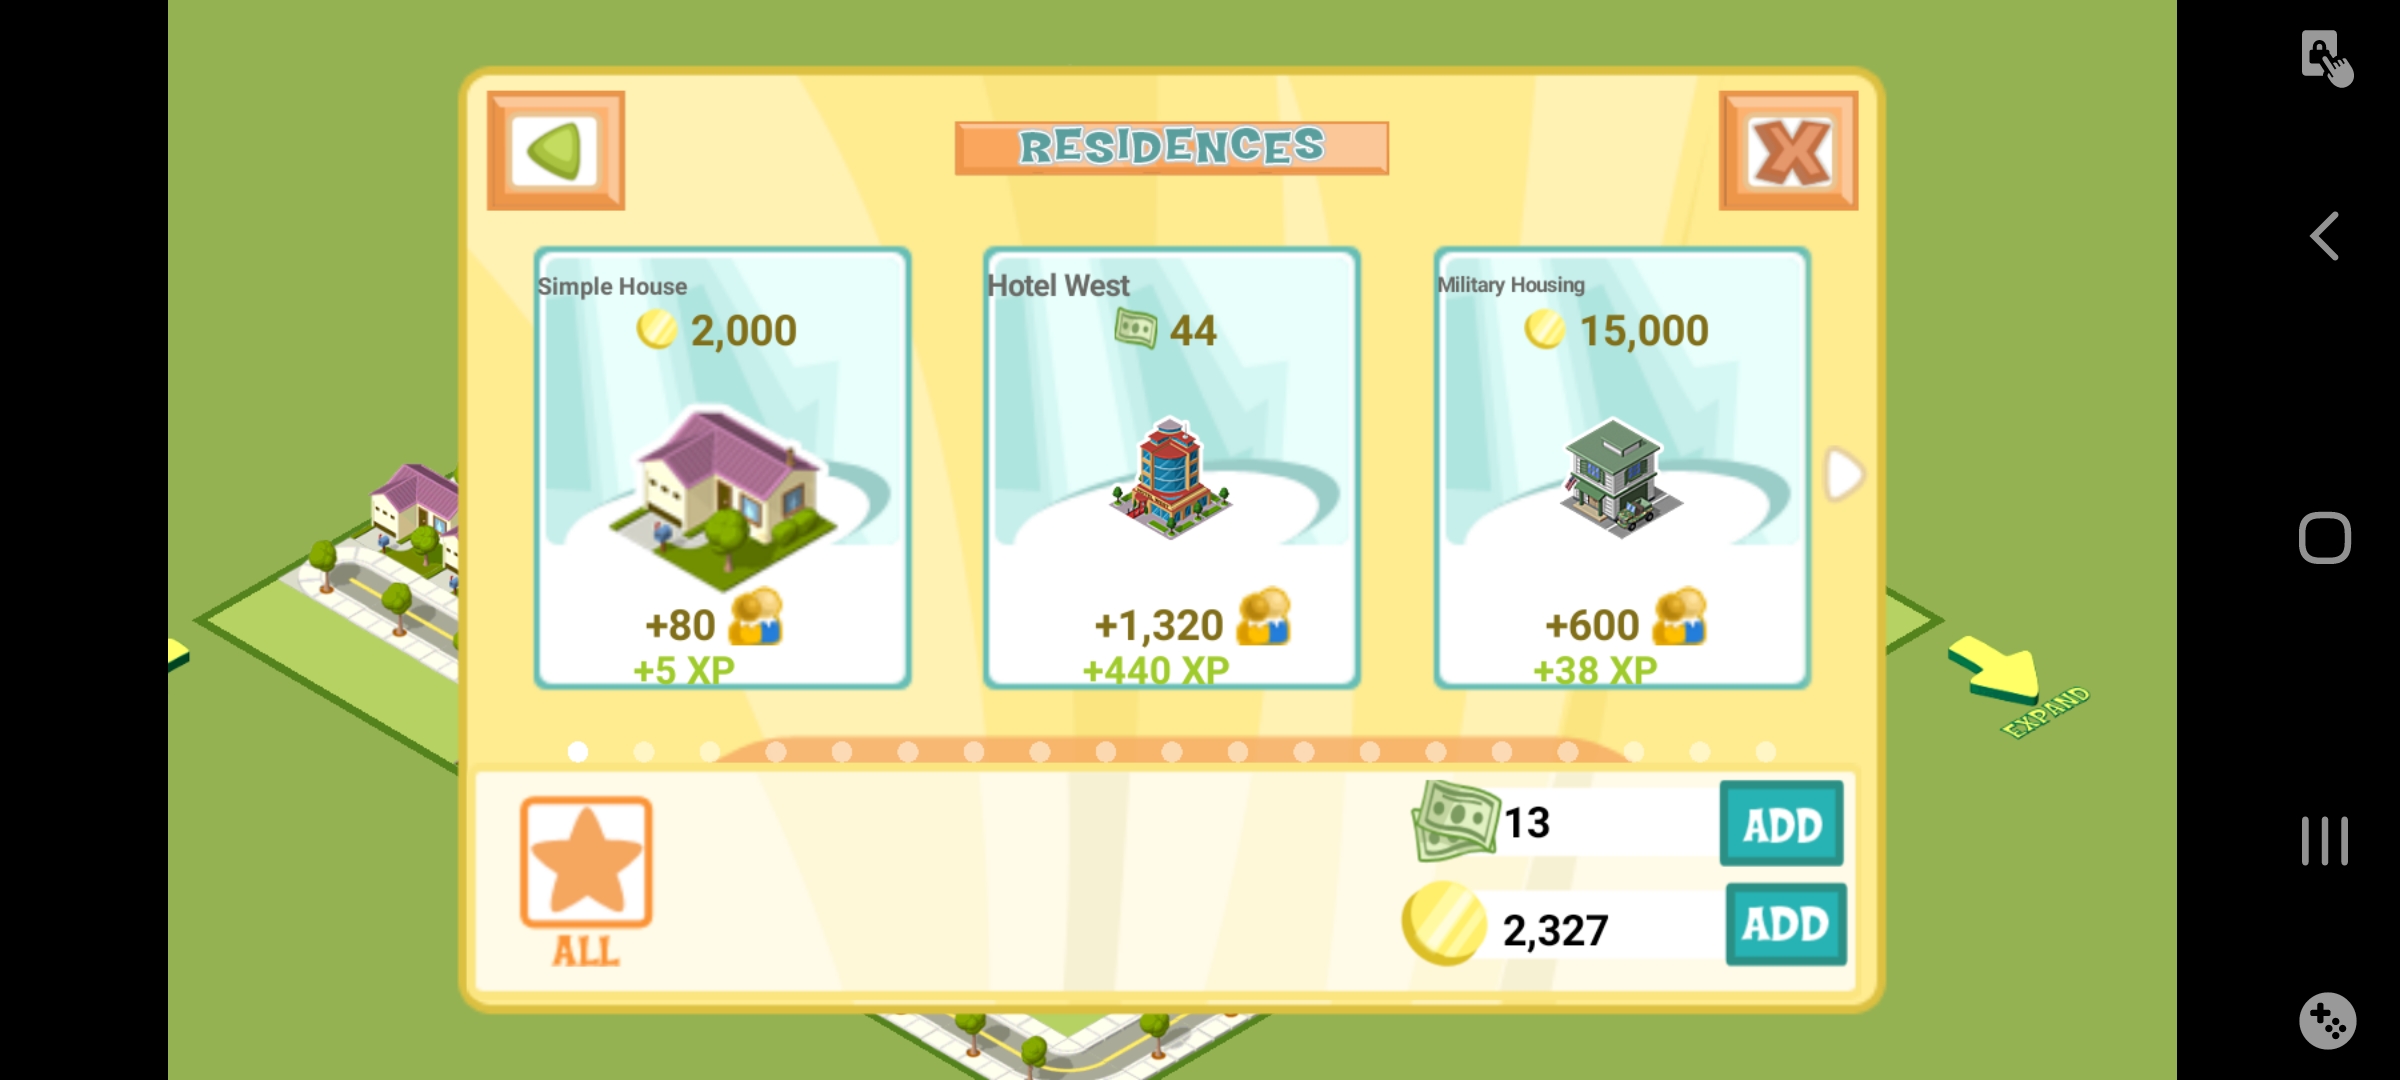 RESIDENCES
Simple House
2,000
+80
+5 XP
Hotel West
44
+1,320
+440 XP
Military Housing
15,000
+600
+38 XP
EXPAND
ALL
13
ADD
2,327
ADD